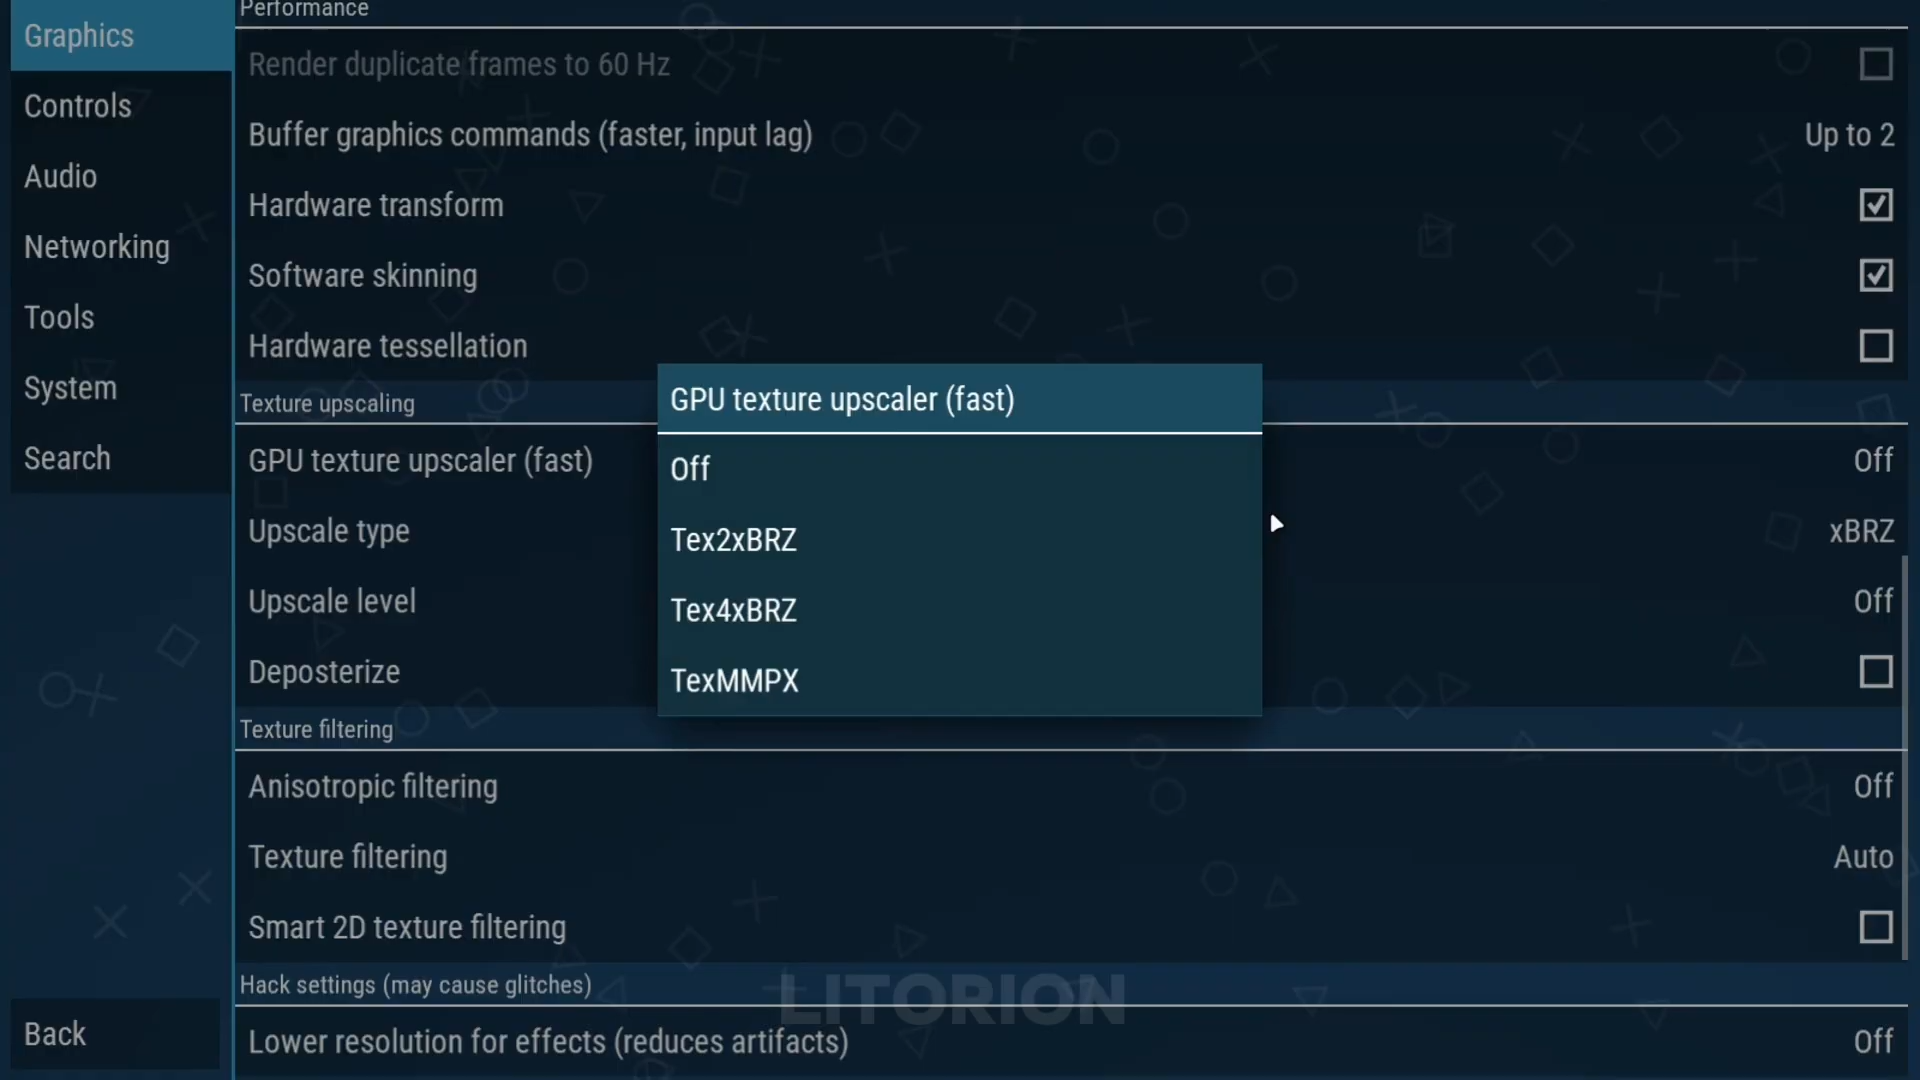 Graphics
Controls
Audio
Networking
Tools
System
Search
Back
Performance
Render duplicate frames to 60 Hz
Buffer graphics commands (faster, input lag) Up to 2
Hardware transform
Software skinning
Hardware tessellation
Texture upscaling
GPU texture upscaler (fast) Off
Upscale type xBRZ
Upscale level Off
Deposterize
GPU texture upscaler (fast)
Off
Tex2xBRZ
Tex4xBRZ
TexMMPX
Texture filtering
Anisotropic filtering Off
Texture filtering Auto
Smart 2D texture filtering
Hack settings (may cause glitches)
LITORION
Lower resolution for effects (reduces artifacts) Off